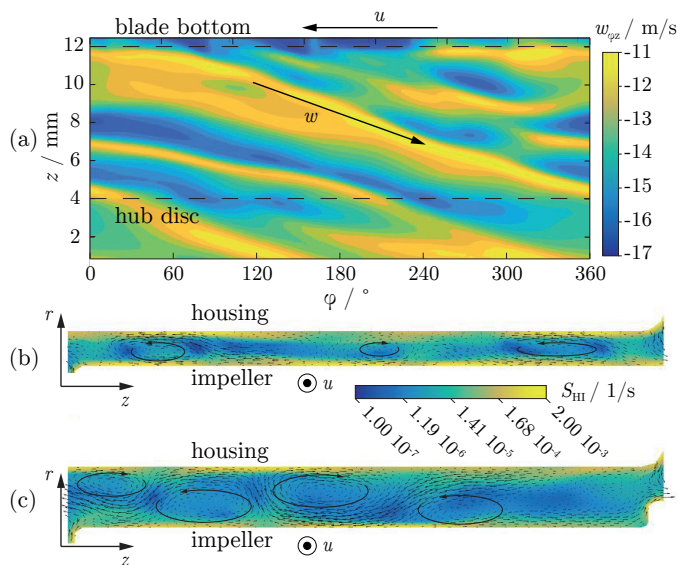 blade bottom
u
w_φz / m/s
12
10
8
6
4
2
z / mm
(a)
w
hub disc
0
60
120
180
240
300
360
φ / °
-11
-12
-13
-14
-15
-16
-17
r
housing
(b)
z
impeller
u
S_HI / 1/s
1.00 10⁻⁷
1.19 10⁻⁶
1.41 10⁻⁵
1.68 10⁻⁴
2.00 10⁻³
r
housing
(c)
z
impeller
u